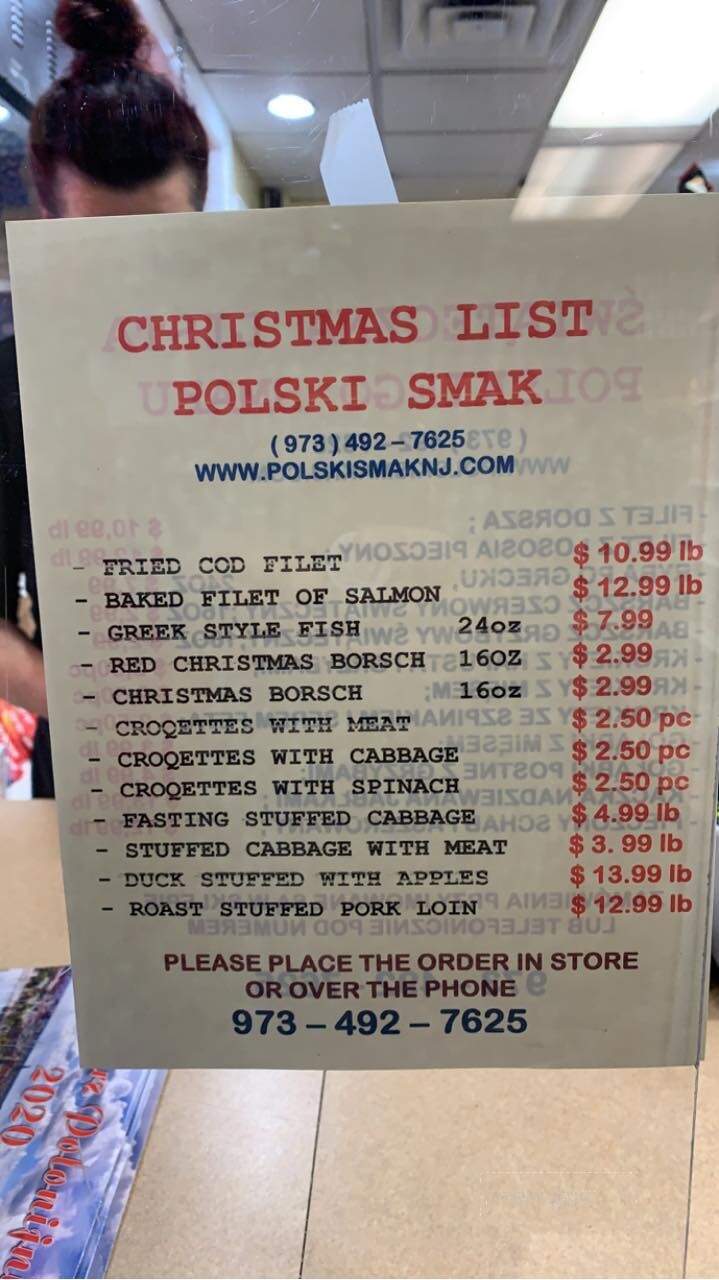 CHRISTMAS LIST
POLSKI SMAK
(973) 492 – 7625
WWW.POLSKISMAKNJ.COM
- FRIED COD FILET $ 10.99 lb
- BAKED FILET OF SALMON $ 12.99 lb
- GREEK STYLE FISH 24oz $ 7.99
- RED CHRISTMAS BORSCH 16OZ $ 2.99
- CHRISTMAS BORSCH 16oz $ 2.99
- CROQETTES WITH MEAT $ 2.50 pc
- CROQETTES WITH CABBAGE $ 2.50 pc
- CROQETTES WITH SPINACH $ 2.50 pc
- FASTING STUFFED CABBAGE $ 4.99 lb
- STUFFED CABBAGE WITH MEAT $ 3. 99 lb
- DUCK STUFFED WITH APPLES $ 13.99 lb
- ROAST STUFFED PORK LOIN $ 12.99 lb
PLEASE PLACE THE ORDER IN STORE
OR OVER THE PHONE
973 – 492 – 7625
2020